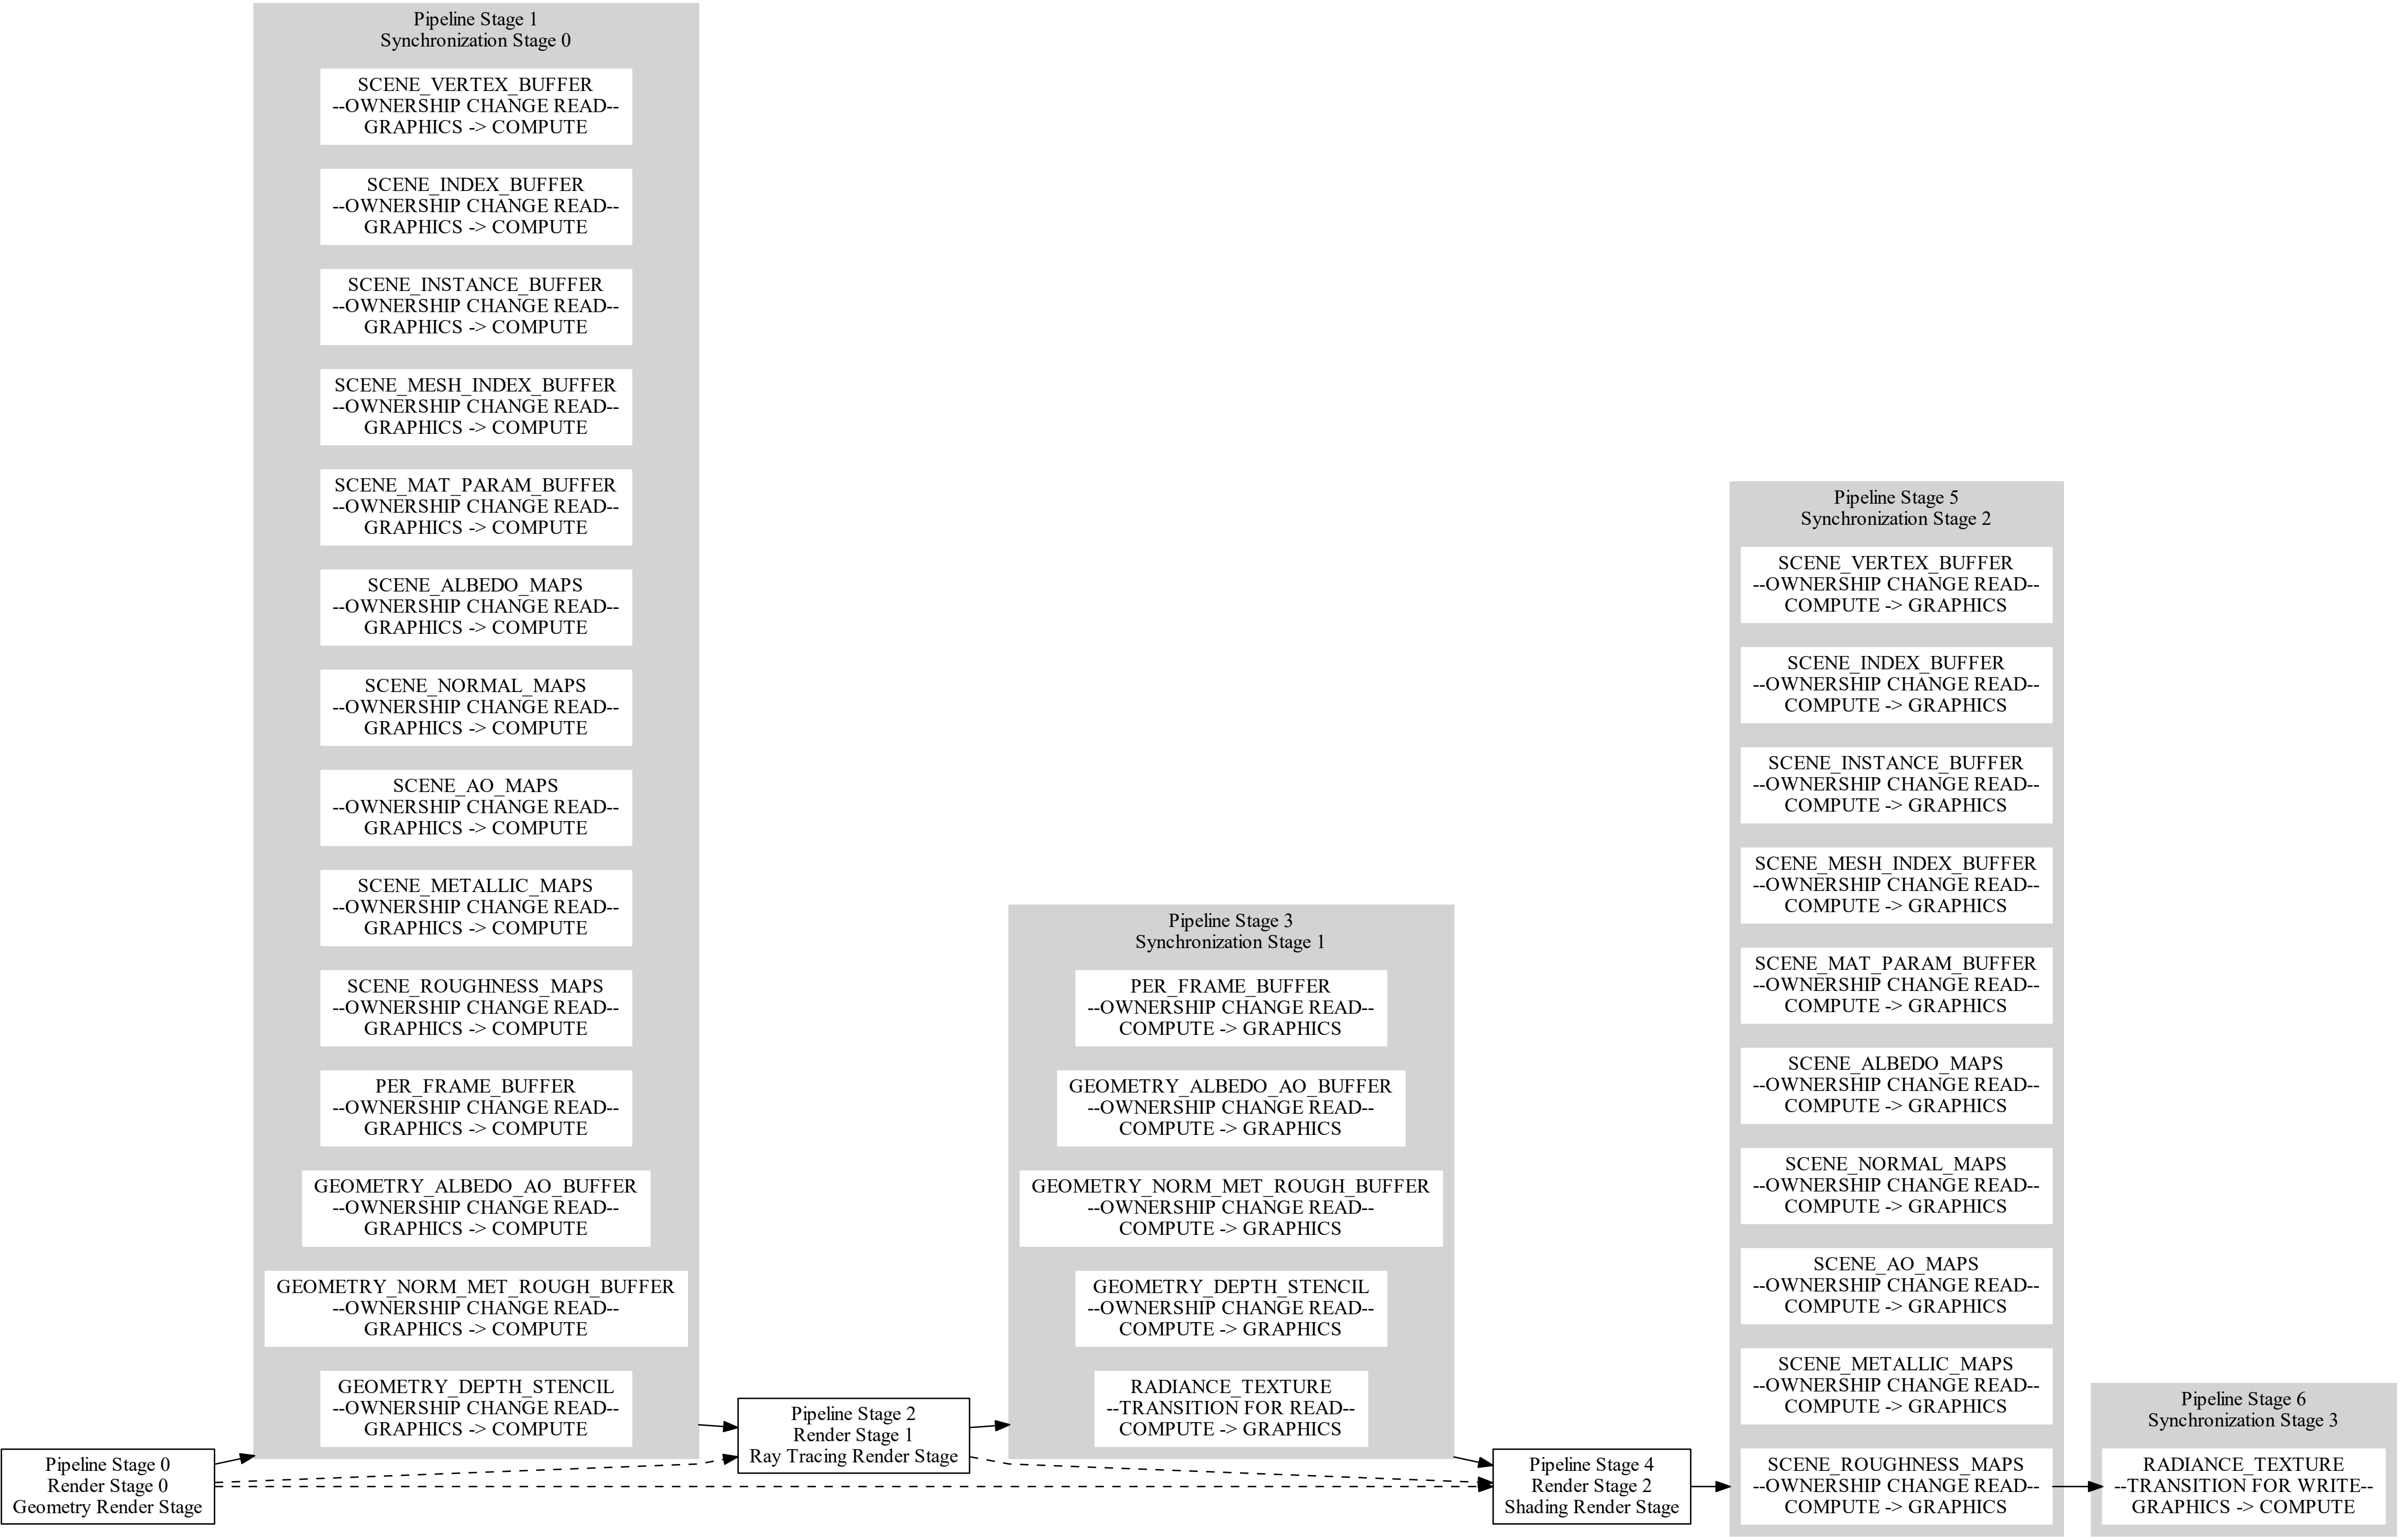 Pipeline Stage 0
Render Stage 0
Geometry Render Stage
Pipeline Stage 1
Synchronization Stage 0
SCENE_VERTEX_BUFFER
--OWNERSHIP CHANGE READ--
GRAPHICS -> COMPUTE
SCENE_INDEX_BUFFER
--OWNERSHIP CHANGE READ--
GRAPHICS -> COMPUTE
SCENE_INSTANCE_BUFFER
--OWNERSHIP CHANGE READ--
GRAPHICS -> COMPUTE
SCENE_MESH_INDEX_BUFFER
--OWNERSHIP CHANGE READ--
GRAPHICS -> COMPUTE
SCENE_MAT_PARAM_BUFFER
--OWNERSHIP CHANGE READ--
GRAPHICS -> COMPUTE
SCENE_ALBEDO_MAPS
--OWNERSHIP CHANGE READ--
GRAPHICS -> COMPUTE
SCENE_NORMAL_MAPS
--OWNERSHIP CHANGE READ--
GRAPHICS -> COMPUTE
SCENE_AO_MAPS
--OWNERSHIP CHANGE READ--
GRAPHICS -> COMPUTE
SCENE_METALLIC_MAPS
--OWNERSHIP CHANGE READ--
GRAPHICS -> COMPUTE
SCENE_ROUGHNESS_MAPS
--OWNERSHIP CHANGE READ--
GRAPHICS -> COMPUTE
PER_FRAME_BUFFER
--OWNERSHIP CHANGE READ--
GRAPHICS -> COMPUTE
GEOMETRY_ALBEDO_AO_BUFFER
--OWNERSHIP CHANGE READ--
GRAPHICS -> COMPUTE
GEOMETRY_NORM_MET_ROUGH_BUFFER
--OWNERSHIP CHANGE READ--
GRAPHICS -> COMPUTE
GEOMETRY_DEPTH_STENCIL
--OWNERSHIP CHANGE READ--
GRAPHICS -> COMPUTE
Pipeline Stage 2
Render Stage 1
Ray Tracing Render Stage
Pipeline Stage 3
Synchronization Stage 1
PER_FRAME_BUFFER
--OWNERSHIP CHANGE READ--
COMPUTE -> GRAPHICS
GEOMETRY_ALBEDO_AO_BUFFER
--OWNERSHIP CHANGE READ--
COMPUTE -> GRAPHICS
GEOMETRY_NORM_MET_ROUGH_BUFFER
--OWNERSHIP CHANGE READ--
COMPUTE -> GRAPHICS
GEOMETRY_DEPTH_STENCIL
--OWNERSHIP CHANGE READ--
COMPUTE -> GRAPHICS
RADIANCE_TEXTURE
--TRANSITION FOR READ--
COMPUTE -> GRAPHICS
Pipeline Stage 4
Render Stage 2
Shading Render Stage
Pipeline Stage 5
Synchronization Stage 2
SCENE_VERTEX_BUFFER
--OWNERSHIP CHANGE READ--
COMPUTE -> GRAPHICS
SCENE_INDEX_BUFFER
--OWNERSHIP CHANGE READ--
COMPUTE -> GRAPHICS
SCENE_INSTANCE_BUFFER
--OWNERSHIP CHANGE READ--
COMPUTE -> GRAPHICS
SCENE_MESH_INDEX_BUFFER
--OWNERSHIP CHANGE READ--
COMPUTE -> GRAPHICS
SCENE_MAT_PARAM_BUFFER
--OWNERSHIP CHANGE READ--
COMPUTE -> GRAPHICS
SCENE_ALBEDO_MAPS
--OWNERSHIP CHANGE READ--
COMPUTE -> GRAPHICS
SCENE_NORMAL_MAPS
--OWNERSHIP CHANGE READ--
COMPUTE -> GRAPHICS
SCENE_AO_MAPS
--OWNERSHIP CHANGE READ--
COMPUTE -> GRAPHICS
SCENE_METALLIC_MAPS
--OWNERSHIP CHANGE READ--
COMPUTE -> GRAPHICS
SCENE_ROUGHNESS_MAPS
--OWNERSHIP CHANGE READ--
COMPUTE -> GRAPHICS
Pipeline Stage 6
Synchronization Stage 3
RADIANCE_TEXTURE
--TRANSITION FOR WRITE--
GRAPHICS -> COMPUTE